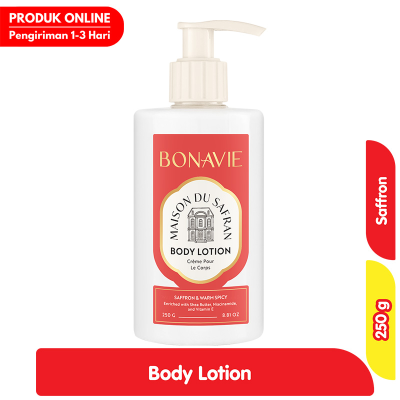 PRODUK ONLINE
Pengiriman 1-3 Hari
BONAVIE
MAISON DU SAFRAN
BODY LOTION
Crème Pour
Le Corps
SAFFRON & WARM SPICY
Enriched with Shea Butter, Niacinamide,
and Vitamin E
250 G
8.81 OZ
Saffron
250 g
Body Lotion